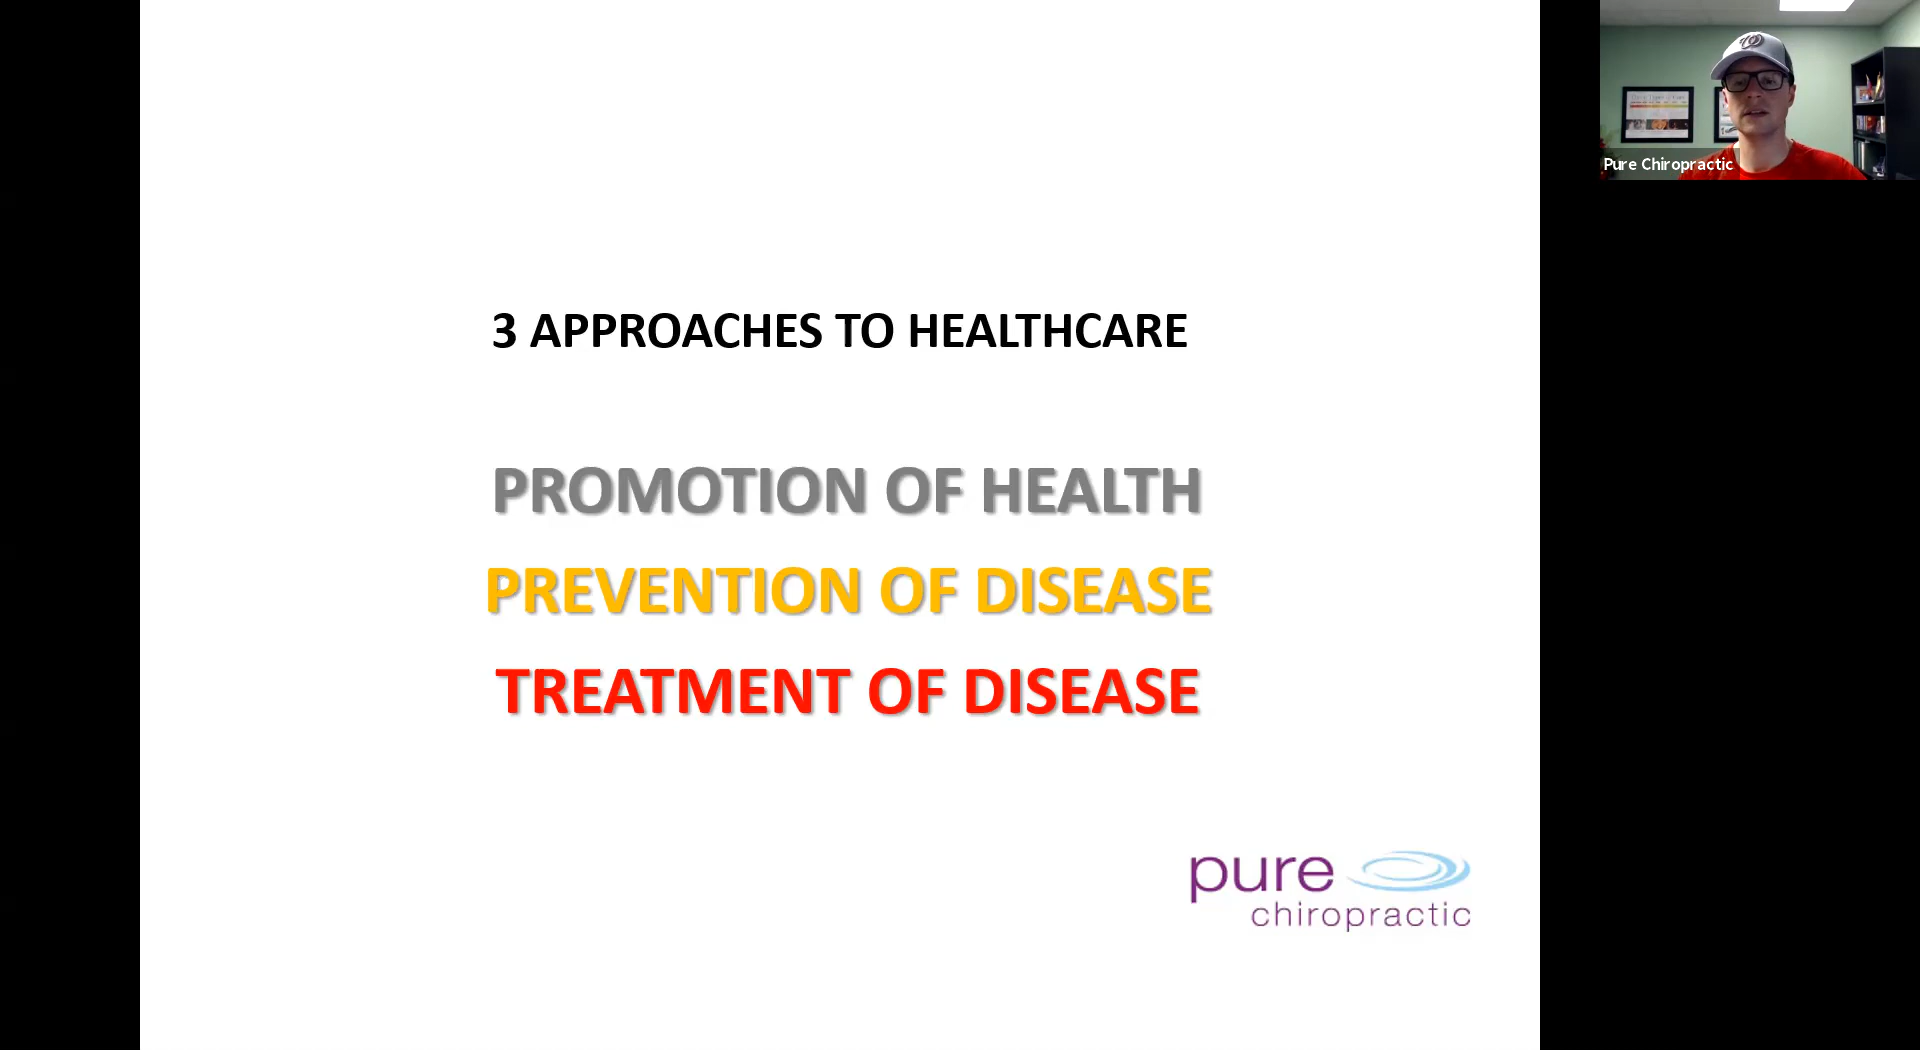 3 APPROACHES TO HEALTHCARE
PROMOTION OF HEALTH
PREVENTION OF DISEASE
TREATMENT OF DISEASE
pure
chiropractic
Pure Chiropractic